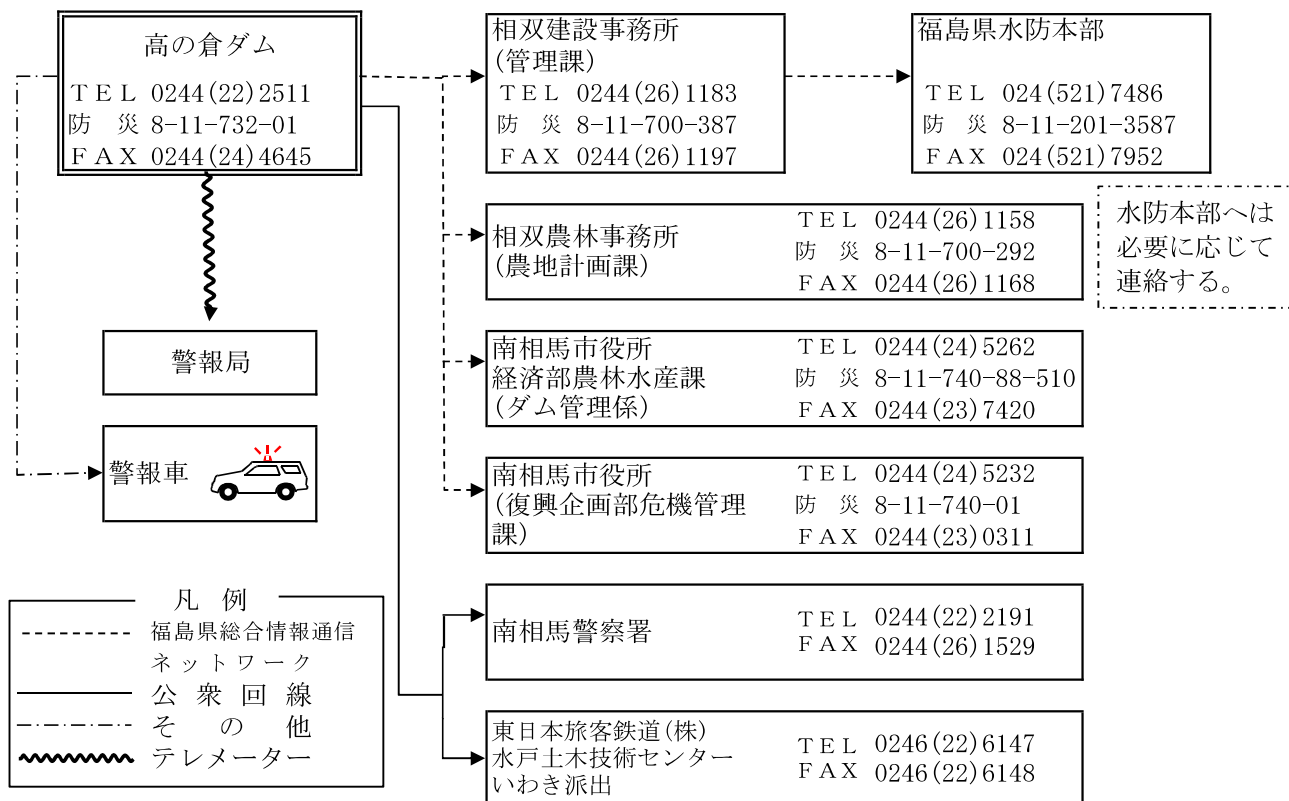 高の倉ダム
ＴＥＬ 0244(22)2511
防　災 8-11-732-01
ＦＡＸ 0244(24)4645
相双建設事務所
(管理課)
ＴＥＬ 0244(26)1183
防　災 8-11-700-387
ＦＡＸ 0244(26)1197
福島県水防本部
ＴＥＬ 024(521)7486
防　災 8-11-201-3587
ＦＡＸ 024(521)7952
水防本部へは
必要に応じて
連絡する。
相双農林事務所
(農地計画課)
ＴＥＬ 0244(26)1158
防　災 8-11-700-292
ＦＡＸ 0244(26)1168
警報局
南相馬市役所
経済部農林水産課
(ダム管理係)
ＴＥＬ 0244(24)5262
防　災 8-11-740-88-510
ＦＡＸ 0244(23)7420
警報車
南相馬市役所
(復興企画部危機管理
課)
ＴＥＬ 0244(24)5232
防　災 8-11-740-01
ＦＡＸ 0244(23)0311
南相馬警察署
ＴＥＬ 0244(22)2191
ＦＡＸ 0244(26)1529
東日本旅客鉄道(株)
水戸土木技術センター
いわき派出
ＴＥＬ 0246(22)6147
ＦＡＸ 0246(22)6148
凡　例
福島県総合情報通信
ネットワーク
公　衆　回　線
そ　の　他
テレメーター